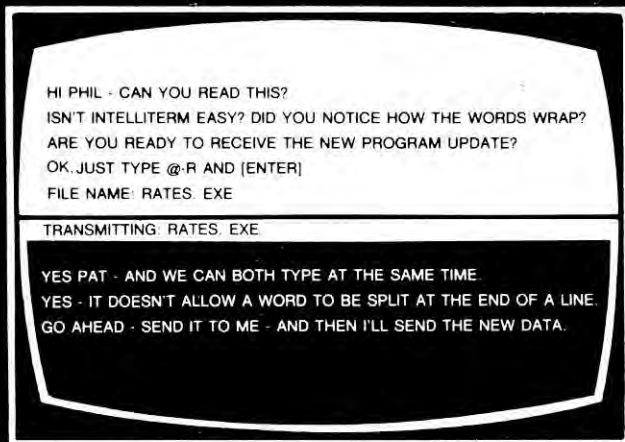 HI PHIL - CAN YOU READ THIS?
ISN'T INTELLITERM EASY? DID YOU NOTICE HOW THE WORDS WRAP?
ARE YOU READY TO RECEIVE THE NEW PROGRAM UPDATE?
OK, JUST TYPE @-R AND [ENTER]
FILE NAME: RATES. EXE
TRANSMITTING: RATES. EXE
YES PAT - AND WE CAN BOTH TYPE AT THE SAME TIME.
YES - IT DOESN'T ALLOW A WORD TO BE SPLIT AT THE END OF A LINE.
GO AHEAD - SEND IT TO ME - AND THEN I'LL SEND THE NEW DATA.